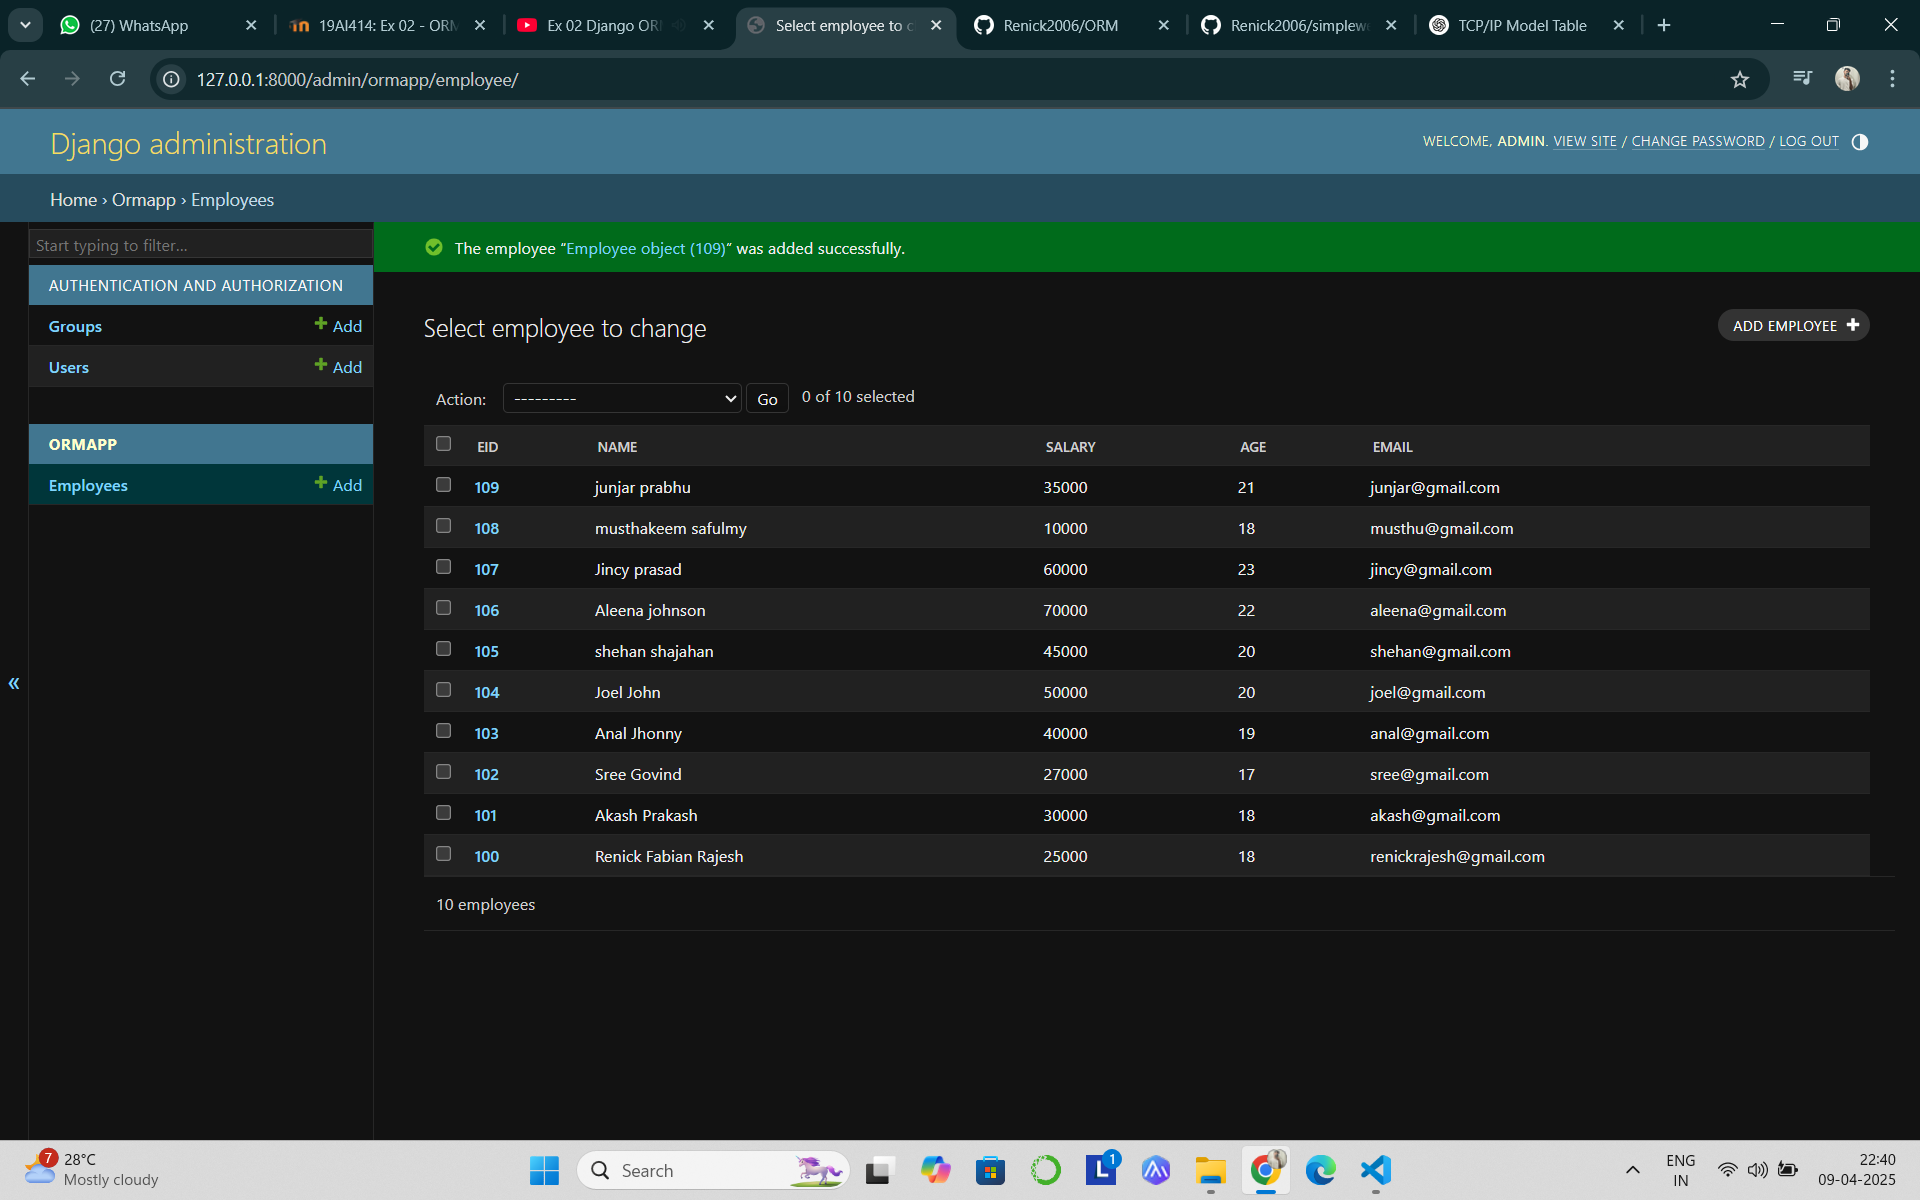 (27) WhatsApp
19AI414: Ex 02 - ORM
Ex 02 Django OR
Select employee to c
Renick2006/ORM
Renick2006/simplewe
TCP/IP Model Table
127.0.0.1:8000/admin/ormapp/employee/
Django administration
WELCOME, ADMIN. VIEW SITE / CHANGE PASSWORD / LOG OUT
Home › Ormapp › Employees
Start typing to filter...
The employee “Employee object (109)” was added successfully.
AUTHENTICATION AND AUTHORIZATION
Groups Add
Users Add
ORMAPP
Employees Add
«
Select employee to change
ADD EMPLOYEE
Action: --------- Go 0 of 10 selected
EID NAME SALARY AGE EMAIL
109 junjar prabhu 35000 21 junjar@gmail.com
108 musthakeem safulmy 10000 18 musthu@gmail.com
107 Jincy prasad 60000 23 jincy@gmail.com
106 Aleena johnson 70000 22 aleena@gmail.com
105 shehan shajahan 45000 20 shehan@gmail.com
104 Joel John 50000 20 joel@gmail.com
103 Anal Jhonny 40000 19 anal@gmail.com
102 Sree Govind 27000 17 sree@gmail.com
101 Akash Prakash 30000 18 akash@gmail.com
100 Renick Fabian Rajesh 25000 18 renickrajesh@gmail.com
10 employees
7
28°C
Mostly cloudy
Search
L 1
ENG
IN
22:40
09-04-2025